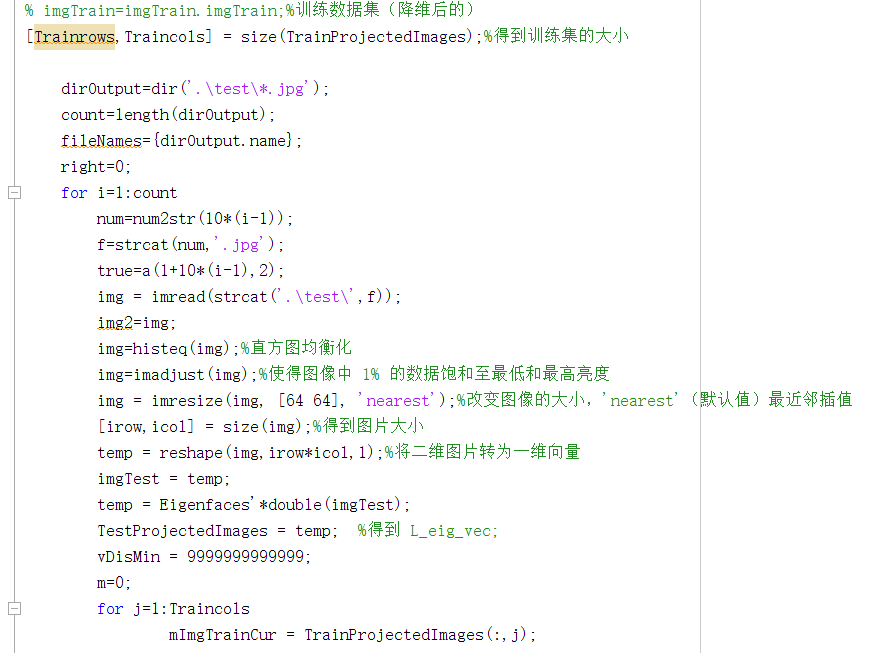 % imgTrain=imgTrain.imgTrain;%训练数据集（降维后的）
[Trainrows,Traincols] = size(TrainProjectedImages);%得到训练集的大小
dirOutput=dir('.\test\*.jpg');
count=length(dirOutput);
fileNames={dirOutput.name};
right=0;
for i=1:count
num=num2str(10*(i-1));
f=strcat(num,'.jpg');
true=a(1+10*(i-1),2);
img = imread(strcat('.\test\',f));
img2=img;
img=histeq(img);%直方图均衡化
img=imadjust(img);%使得图像中 1% 的数据饱和至最低和最高亮度
img = imresize(img, [64 64], 'nearest');%改变图像的大小，'nearest'（默认值）最近邻插值
[irow,icol] = size(img);%得到图片大小
temp = reshape(img,irow*icol,1);%将二维图片转为一维向量
imgTest = temp;
temp = Eigenfaces'*double(imgTest);
TestProjectedImages = temp;  %得到 L_eig_vec;
vDisMin = 9999999999999;
m=0;
for j=1:Traincols
mImgTrainCur = TrainProjectedImages(:,j);